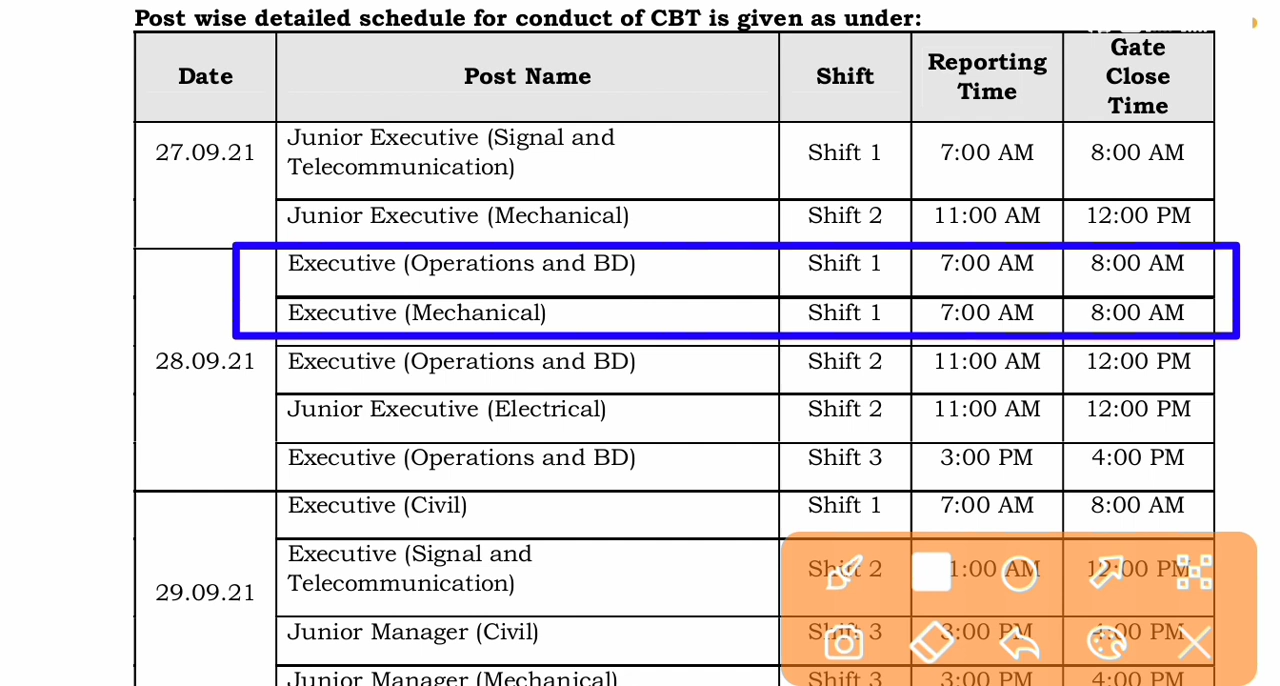 Post wise detailed schedule for conduct of CBT is given as under:
Date Post Name Shift Reporting Time Gate Close Time
27.09.21 Junior Executive (Signal and Telecommunication) Shift 1 7:00 AM 8:00 AM
Junior Executive (Mechanical) Shift 2 11:00 AM 12:00 PM
28.09.21 Executive (Operations and BD) Shift 1 7:00 AM 8:00 AM
Executive (Mechanical) Shift 1 7:00 AM 8:00 AM
Executive (Operations and BD) Shift 2 11:00 AM 12:00 PM
Junior Executive (Electrical) Shift 2 11:00 AM 12:00 PM
Executive (Operations and BD) Shift 3 3:00 PM 4:00 PM
29.09.21 Executive (Civil) Shift 1 7:00 AM 8:00 AM
Executive (Signal and Telecommunication) Shift 2 1:00 AM 12:00 PM
Junior Manager (Civil) Shift 3 3:00 PM 4:00 PM
Junior Manager (Mechanical) Shift 3 3:00 PM 4:00 PM